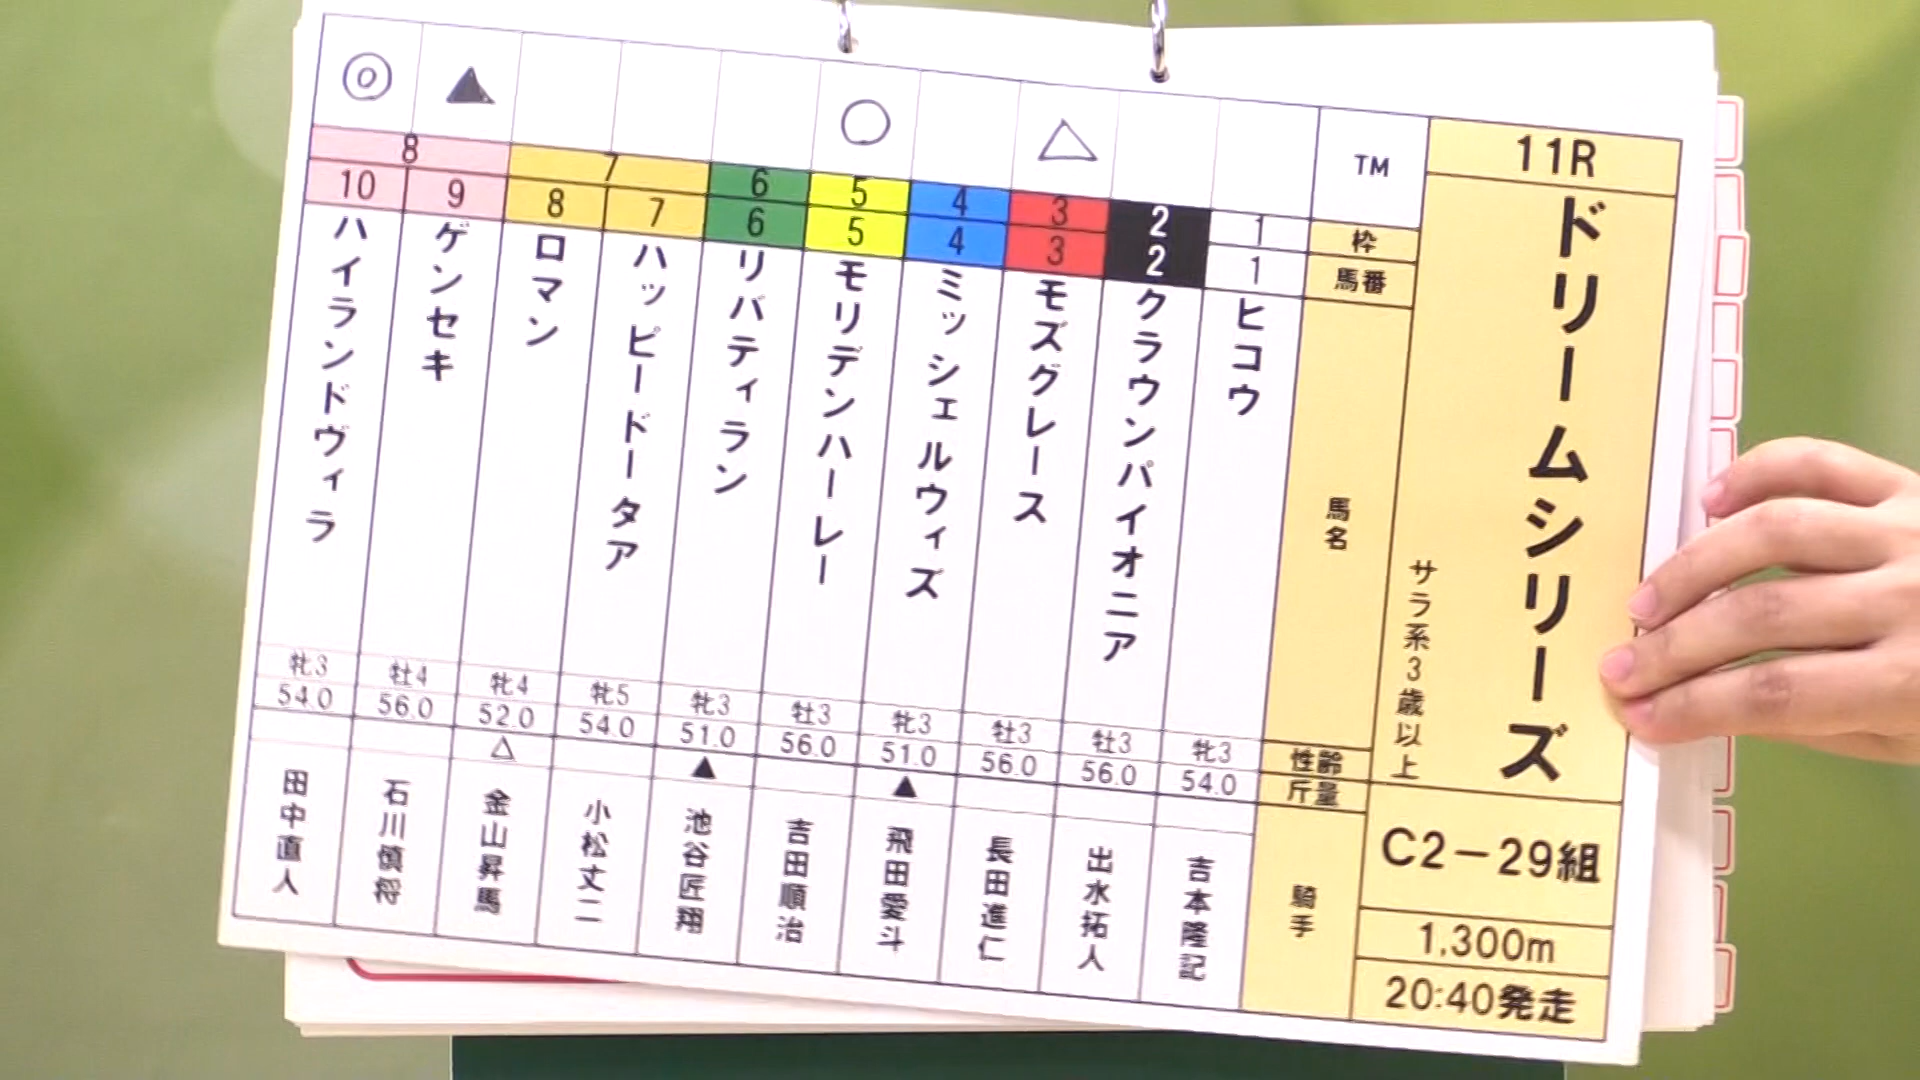 11R
ドリームシリーズ
サラ系3歳以上
C2-29組
1,300m
20:40発走
TM
枠
馬番
馬名
性齢
斤量
騎手
1
1
ヒコウ
牝3
54.0
吉本隆記
2
2
クラウンパイオニア
牡3
56.0
出水拓人
△
3
3
モズグレース
牡3
56.0
長田進仁
4
4
ミッシェルウィズ
牝3
51.0
▲
飛田愛斗
○
5
5
モリデンハーレー
牡3
56.0
吉田順治
6
6
リバティラン
牝3
51.0
▲
池谷匠翔
7
7
ハッピードータア
牝5
54.0
小松丈二
8
ロマン
牝4
52.0
△
金山昇馬
▲
8
9
ゲンセキ
牡4
56.0
石川慎将
◎
10
ハイランドヴィラ
牝3
54.0
田中直人